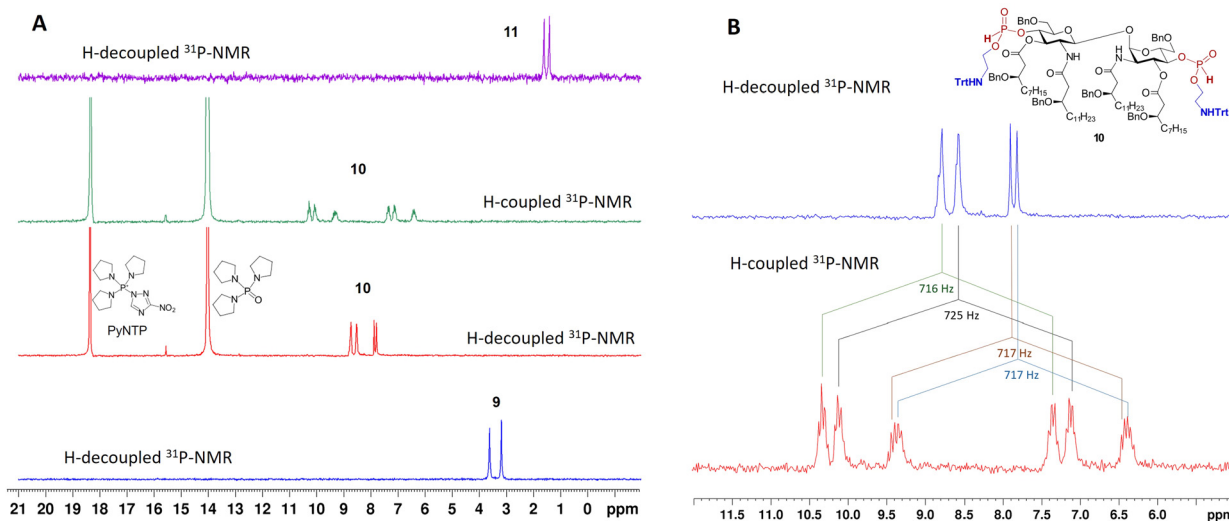 A
11
H-decoupled ³¹P-NMR
10
H-coupled ³¹P-NMR
N
N
N
P⁺
N
N
N
NO₂
PyNTP
N
N
P
N
O
10
H-decoupled ³¹P-NMR
9
H-decoupled ³¹P-NMR
21 20 19 18 17 16 15 14 13 12 11 10 9 8 7 6 5 4 3 2 1 0 ppm
B
H-decoupled ³¹P-NMR
O
BnO
O
BnO
P
O
O
O
O
O
H
O
O
O
NH
HN
O
P
O
H
O
O
O
O
O
TrtHN
BnO
C₇H₁₅
BnO
C₁₁H₂₃
BnO
C₁₁H₂₃
BnO
C₇H₁₅
NHTrt
10
H-coupled ³¹P-NMR
716 Hz
725 Hz
717 Hz
717 Hz
11.5 11.0 10.5 10.0 9.5 9.0 8.5 8.0 7.5 7.0 6.5 6.0 ppm